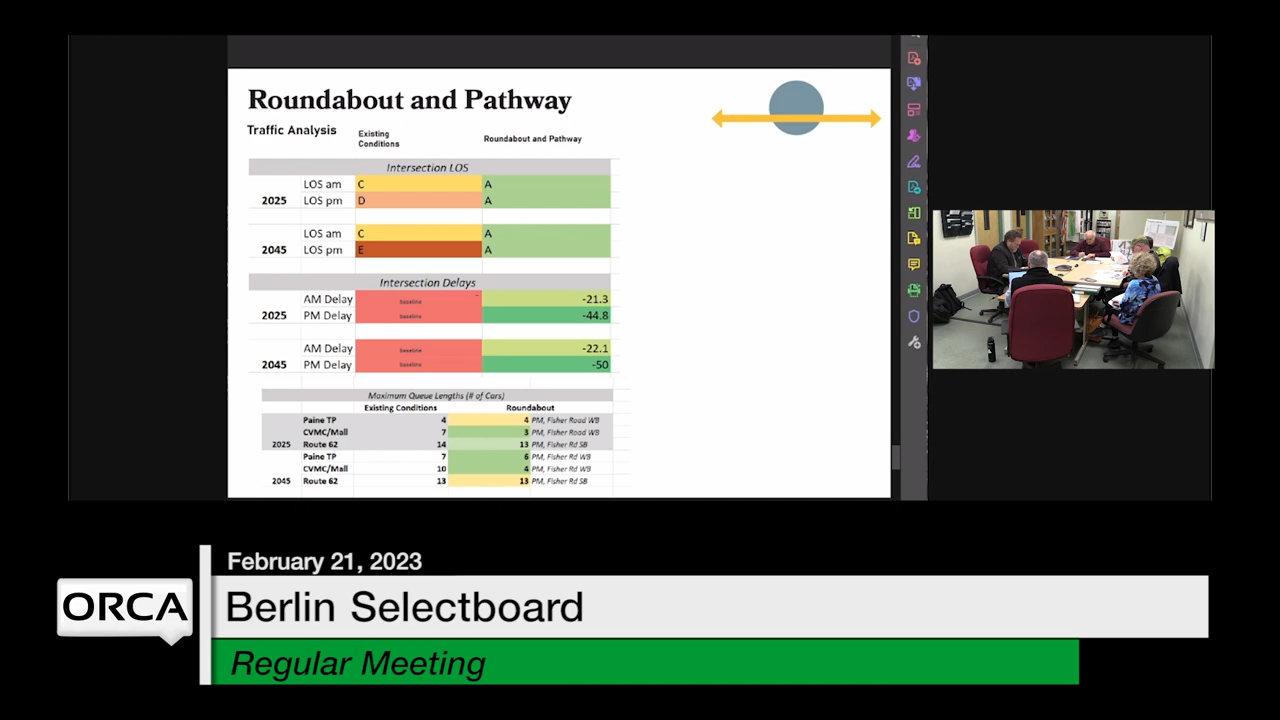 Roundabout and Pathway
Traffic Analysis
Existing Conditions
Roundabout and Pathway
Intersection LOS
LOS am C A
2025 LOS pm D A
LOS am C A
2045 LOS pm E A
Intersection Delays
AM Delay Baseline -21.3
2025 PM Delay Baseline -44.8
AM Delay Baseline -22.1
2045 PM Delay Baseline -50
Maximum Queue Lengths (# of Cars)
Existing Conditions Roundabout
Paine TP 4 4 PM, Fisher Road WB
CVMC/Mall 7 3 PM, Fisher Road WB
2025 Route 62 14 13 PM, Fisher Rd SB
Paine TP 7 6 PM, Fisher Rd WB
CVMC/Mall 10 4 PM, Fisher Rd WB
2045 Route 62 13 13 PM, Fisher Rd SB
February 21, 2023
ORCA
Berlin Selectboard
Regular Meeting